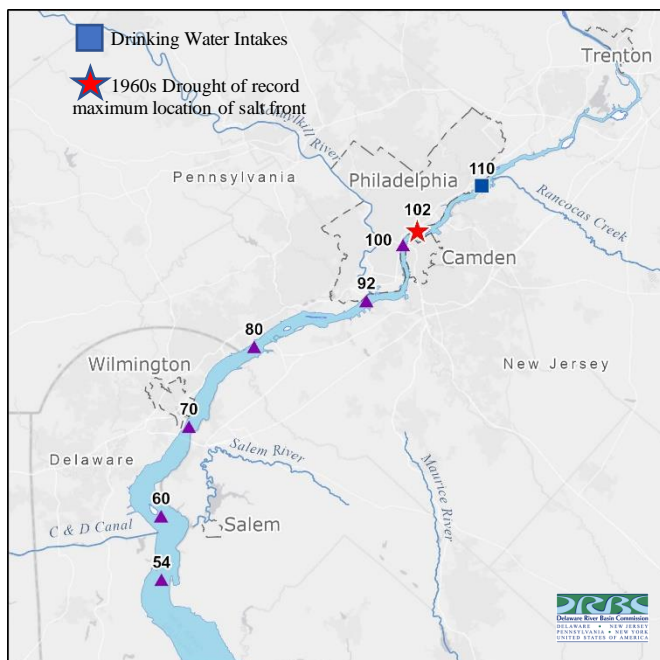 Drinking Water Intakes
1960s Drought of record
maximum location of salt front
Trenton
Schuylkill River
Pennsylvania
110
Philadelphia
102
Rancocas Creek
100
Camden
92
80
Wilmington
New Jersey
70
Salem River
Delaware
Maurice River
60
C & D Canal
Salem
54
DRBC
Delaware River Basin Commission
DELAWARE • NEW JERSEY
PENNSYLVANIA • NEW YORK
UNITED STATES OF AMERICA